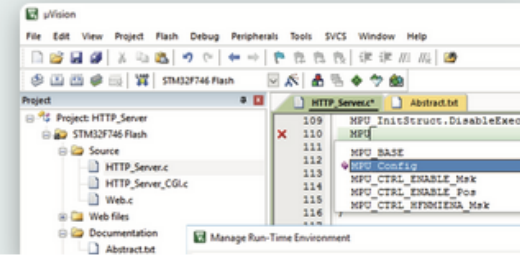 µVision
File Edit View Project Flash Debug Peripherals Tools SVCS Window Help
STM32F746 Flash
Project
HTTP_Server.c* Abstract.txt
Project: HTTP_Server
STM32F746 Flash
Source
HTTP_Server.c
HTTP_Server_CGI.c
Web.c
Web files
Documentation
Abstract.txt
109 MPU_InitStruct.DisableExec
110 MPU
111
112
113
114
115
116
MPU_BASE
MPU_Config
MPU_CTRL_ENABLE_Msk
MPU_CTRL_ENABLE_Pos
MPU_CTRL_HFNMIENA_Msk
Manage Run-Time Environment